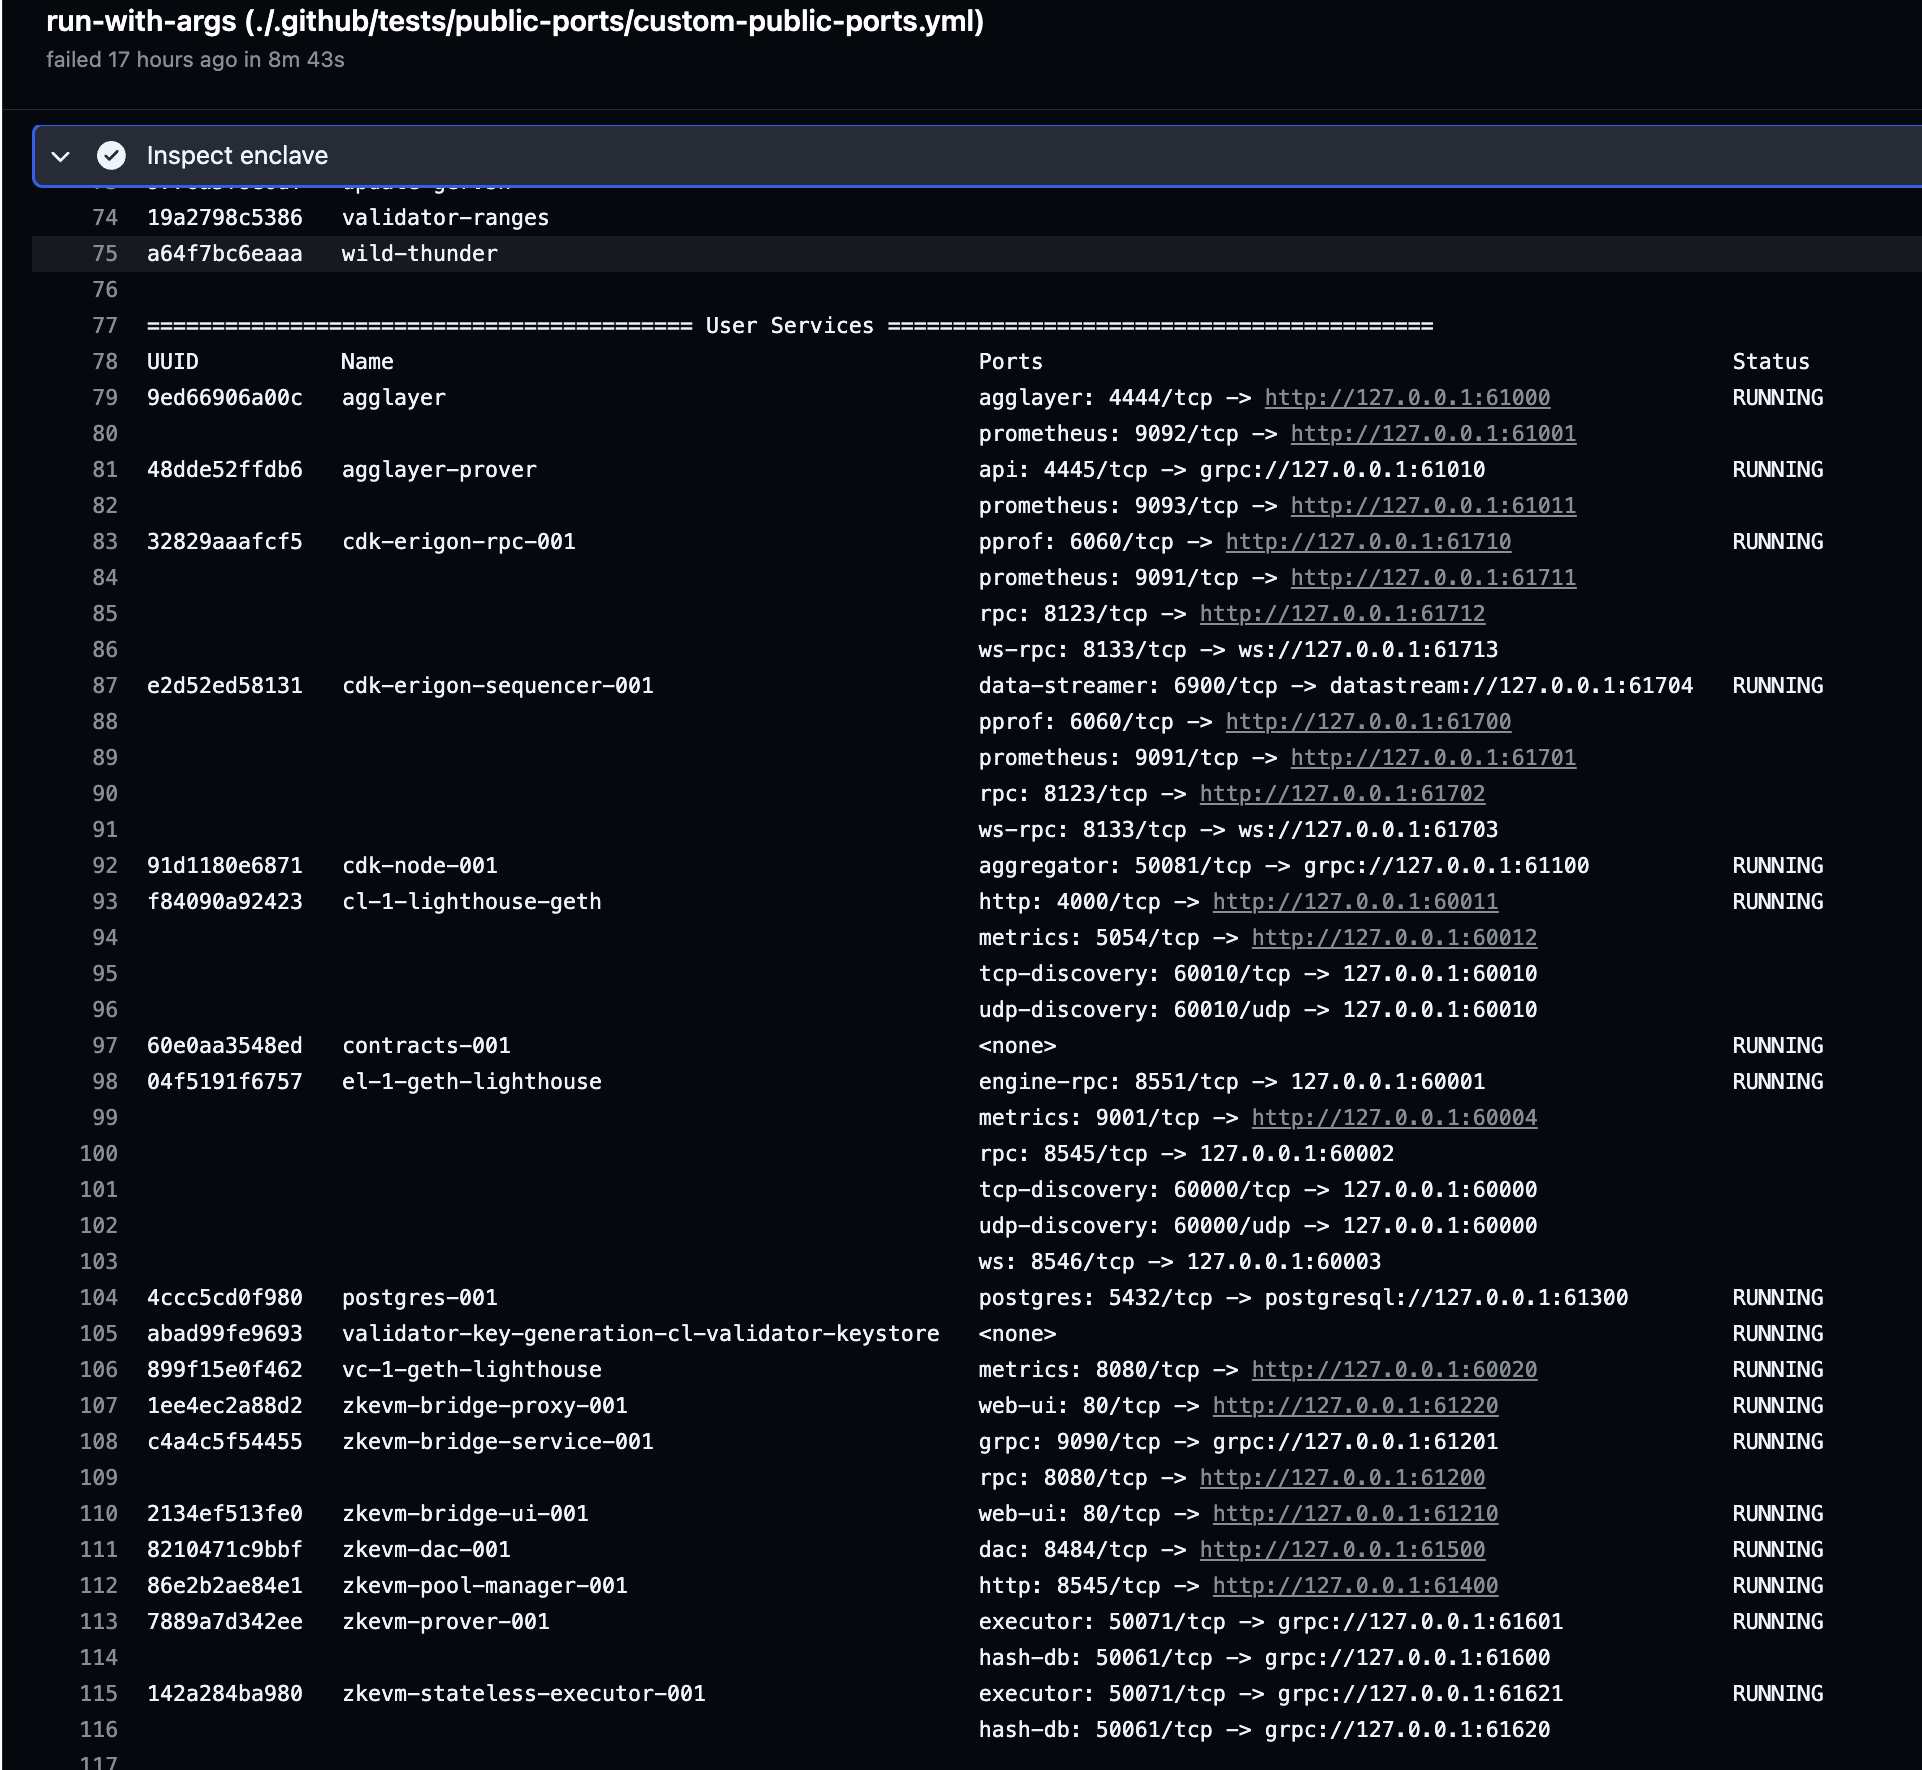 run-with-args (./.github/tests/public-ports/custom-public-ports.yml)
failed 17 hours ago in 8m 43s
Inspect enclave
74 19a2798c5386 validator-ranges
75 a64f7bc6eaaa wild-thunder
76
77 ========================================== User Services ==========================================
78 UUID Name Ports Status
79 9ed66906a00c agglayer agglayer: 4444/tcp -> http://127.0.0.1:61000 RUNNING
80 prometheus: 9092/tcp -> http://127.0.0.1:61001
81 48dde52ffdb6 agglayer-prover api: 4445/tcp -> grpc://127.0.0.1:61010 RUNNING
82 prometheus: 9093/tcp -> http://127.0.0.1:61011
83 32829aaafcf5 cdk-erigon-rpc-001 pprof: 6060/tcp -> http://127.0.0.1:61710 RUNNING
84 prometheus: 9091/tcp -> http://127.0.0.1:61711
85 rpc: 8123/tcp -> http://127.0.0.1:61712
86 ws-rpc: 8133/tcp -> ws://127.0.0.1:61713
87 e2d52ed58131 cdk-erigon-sequencer-001 data-streamer: 6900/tcp -> datastream://127.0.0.1:61704 RUNNING
88 pprof: 6060/tcp -> http://127.0.0.1:61700
89 prometheus: 9091/tcp -> http://127.0.0.1:61701
90 rpc: 8123/tcp -> http://127.0.0.1:61702
91 ws-rpc: 8133/tcp -> ws://127.0.0.1:61703
92 91d1180e6871 cdk-node-001 aggregator: 50081/tcp -> grpc://127.0.0.1:61100 RUNNING
93 f84090a92423 cl-1-lighthouse-geth http: 4000/tcp -> http://127.0.0.1:60011 RUNNING
94 metrics: 5054/tcp -> http://127.0.0.1:60012
95 tcp-discovery: 60010/tcp -> 127.0.0.1:60010
96 udp-discovery: 60010/udp -> 127.0.0.1:60010
97 60e0aa3548ed contracts-001 <none> RUNNING
98 04f5191f6757 el-1-geth-lighthouse engine-rpc: 8551/tcp -> 127.0.0.1:60001 RUNNING
99 metrics: 9001/tcp -> http://127.0.0.1:60004
100 rpc: 8545/tcp -> 127.0.0.1:60002
101 tcp-discovery: 60000/tcp -> 127.0.0.1:60000
102 udp-discovery: 60000/udp -> 127.0.0.1:60000
103 ws: 8546/tcp -> 127.0.0.1:60003
104 4ccc5cd0f980 postgres-001 postgres: 5432/tcp -> postgresql://127.0.0.1:61300 RUNNING
105 abad99fe9693 validator-key-generation-cl-validator-keystore <none> RUNNING
106 899f15e0f462 vc-1-geth-lighthouse metrics: 8080/tcp -> http://127.0.0.1:60020 RUNNING
107 1ee4ec2a88d2 zkevm-bridge-proxy-001 web-ui: 80/tcp -> http://127.0.0.1:61220 RUNNING
108 c4a4c5f54455 zkevm-bridge-service-001 grpc: 9090/tcp -> grpc://127.0.0.1:61201 RUNNING
109 rpc: 8080/tcp -> http://127.0.0.1:61200
110 2134ef513fe0 zkevm-bridge-ui-001 web-ui: 80/tcp -> http://127.0.0.1:61210 RUNNING
111 8210471c9bbf zkevm-dac-001 dac: 8484/tcp -> http://127.0.0.1:61500 RUNNING
112 86e2b2ae84e1 zkevm-pool-manager-001 http: 8545/tcp -> http://127.0.0.1:61400 RUNNING
113 7889a7d342ee zkevm-prover-001 executor: 50071/tcp -> grpc://127.0.0.1:61601 RUNNING
114 hash-db: 50061/tcp -> grpc://127.0.0.1:61600
115 142a284ba980 zkevm-stateless-executor-001 executor: 50071/tcp -> grpc://127.0.0.1:61621 RUNNING
116 hash-db: 50061/tcp -> grpc://127.0.0.1:61620
117